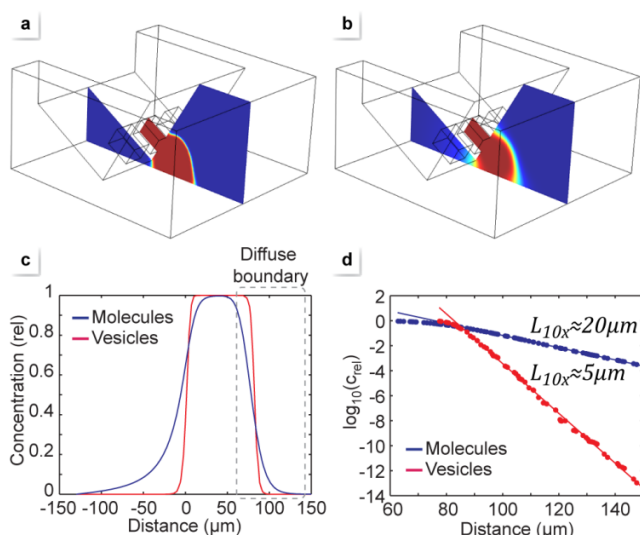 a
b
c
Diffuse
boundary
Molecules
Vesicles
Concentration (rel)
1
0.8
0.6
0.4
0.2
0
-150 -100 -50 0 50 100 150
Distance (μm)
d
L10x≈20μm
L10x≈5μm
log10(crel)
2
0
-2
-4
-6
-8
-10
-12
-14
Molecules
Vesicles
60 80 100 120 140
Distance (μm)